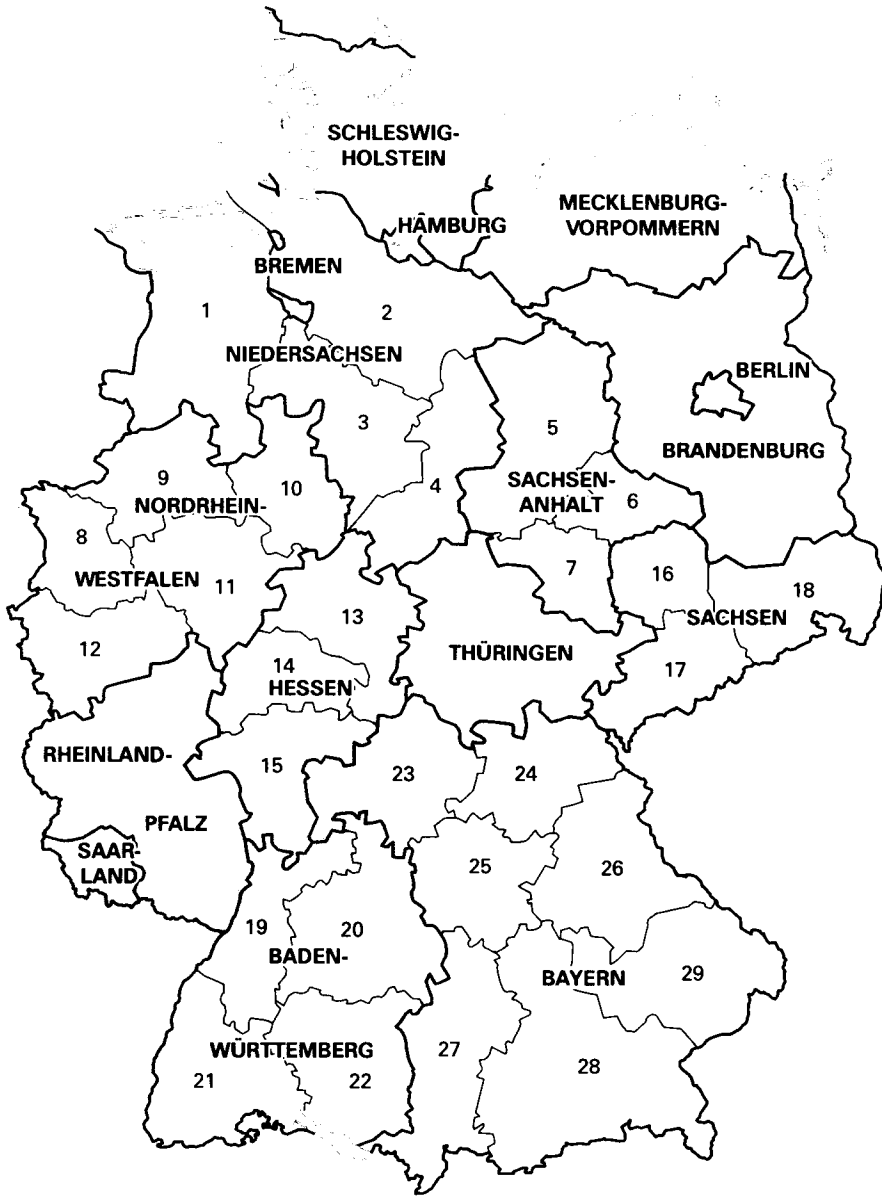 SCHLESWIG-
HOLSTEIN
MECKLENBURG-
VORPOMMERN
HAMBURG
BREMEN
1
2
NIEDERSACHSEN
BERLIN
3
5
BRANDENBURG
9
10
4
SACHSEN-
ANHALT
6
NORDRHEIN-
8
WESTFALEN
11
7
16
18
13
SACHSEN
12
14
HESSEN
THÜRINGEN
17
RHEINLAND-
15
23
24
PFALZ
SAAR-
LAND
25
26
19
20
BADEN-
BAYERN
29
WÜRTTEMBERG
27
21
22
28